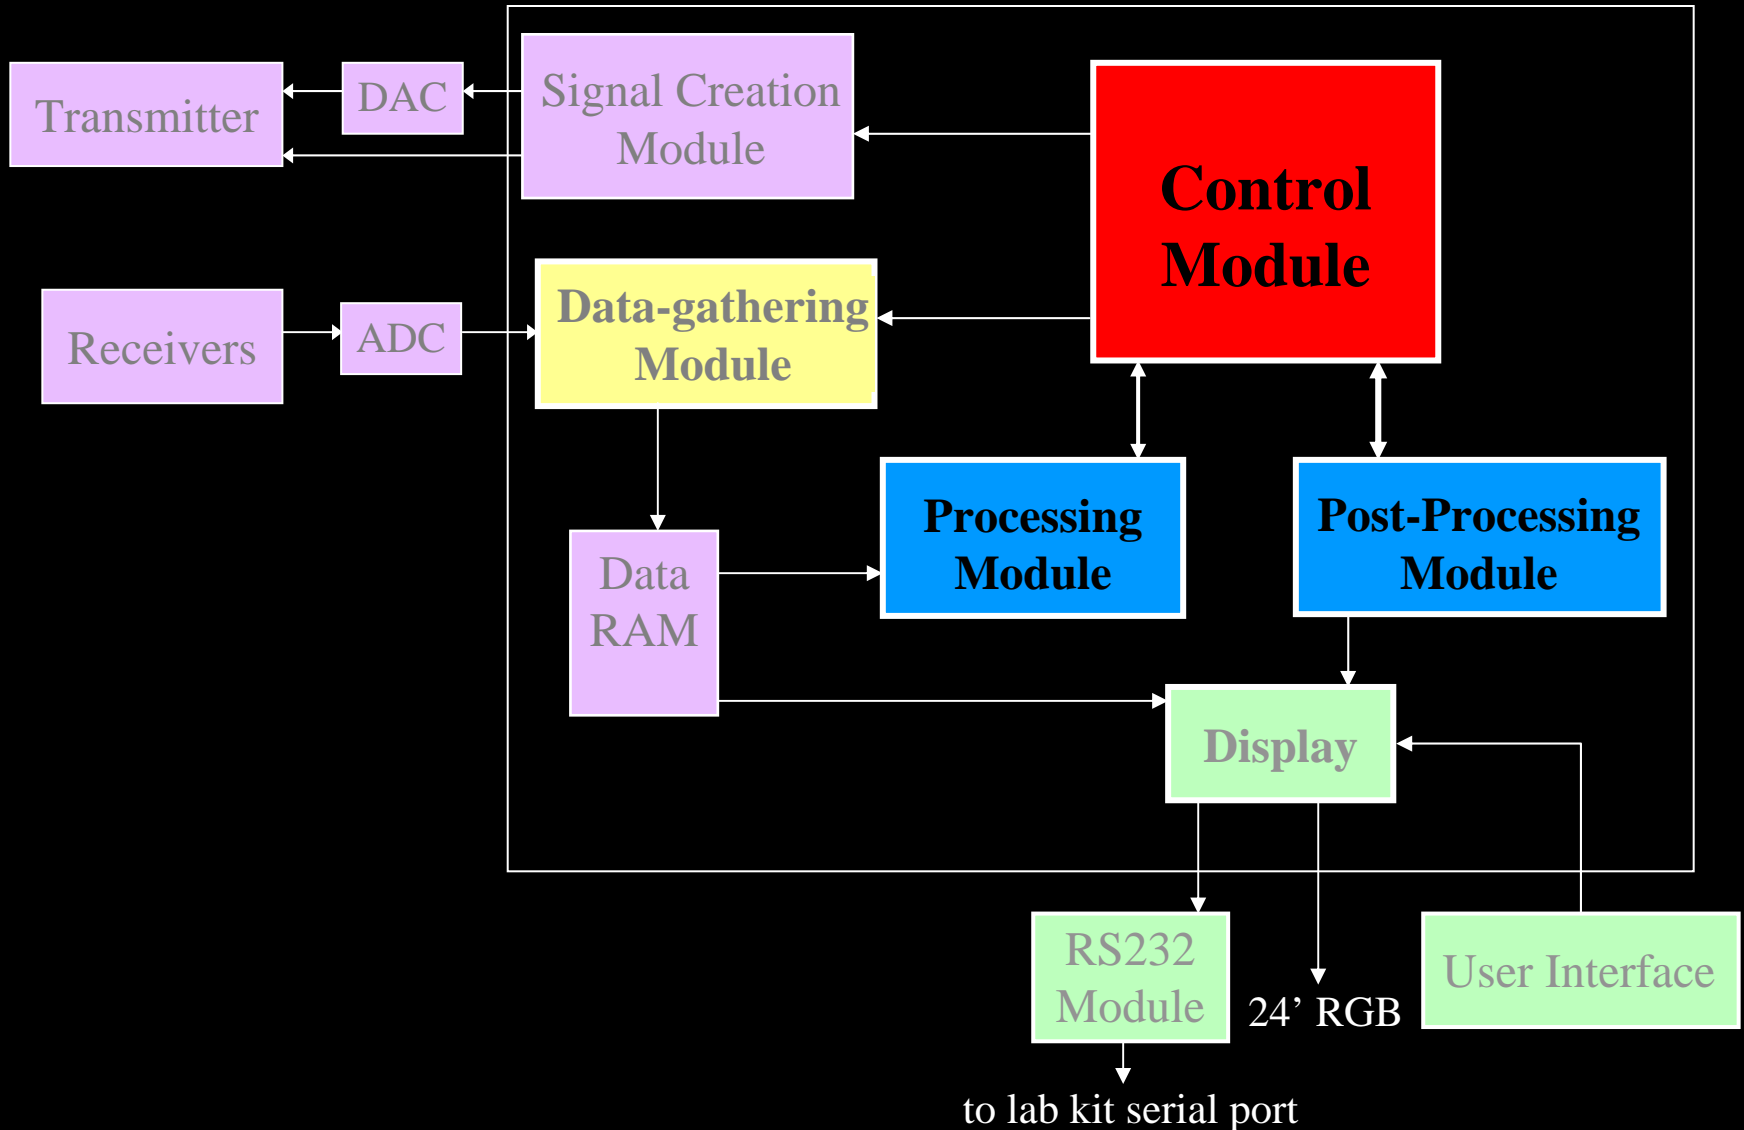 Transmitter
DAC
Signal Creation
Module
Control
Module
Receivers
ADC
Data-gathering
Module
Processing
Module
Post-Processing
Module
Data
RAM
Display
RS232
Module
24’ RGB
User Interface
to lab kit serial port